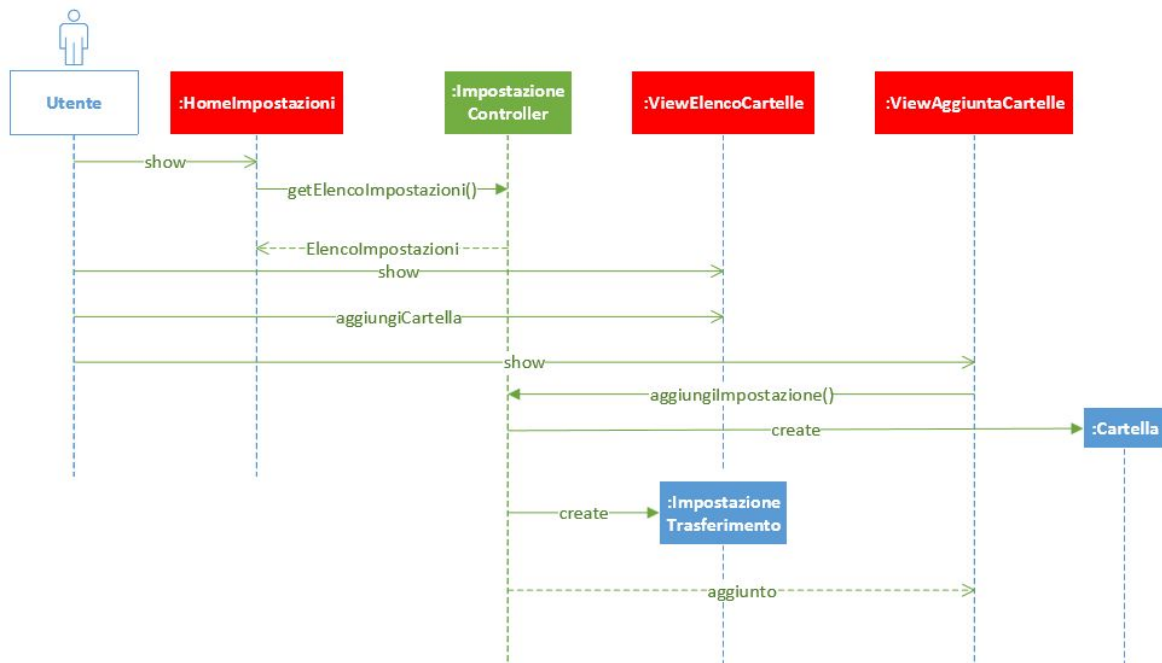 Utente
:HomeImpostazioni
:Impostazione
Controller
:ViewElencoCartelle
:ViewAggiuntaCartelle
show
getElencoImpostazioni()
ElencoImpostazioni
show
aggiungiCartella
show
aggiungiImpostazione()
create
:Cartella
create
:Impostazione
Trasferimento
aggiunto